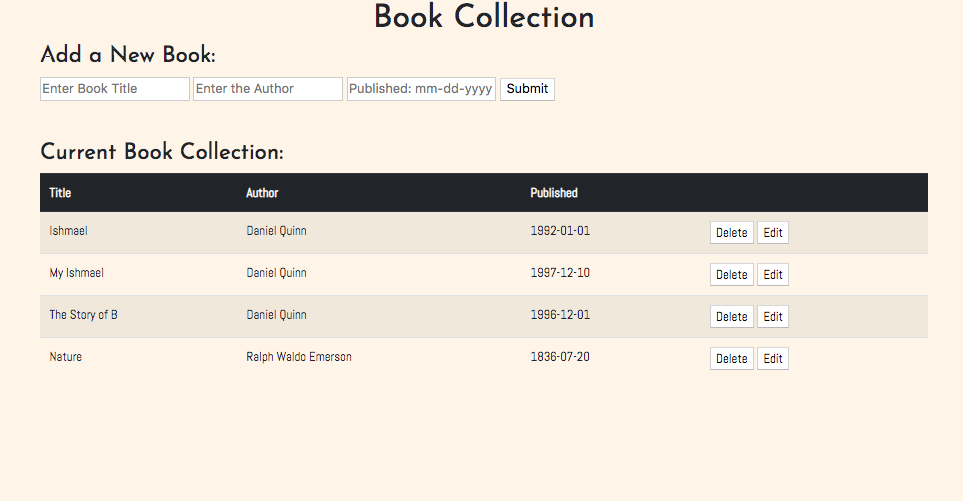 Book Collection
Add a New Book:
Enter Book Title Enter the Author Published: mm-dd-yyyy Submit
Current Book Collection:
Title Author Published
Ishmael Daniel Quinn 1992-01-01 Delete Edit
My Ishmael Daniel Quinn 1997-12-10 Delete Edit
The Story of B Daniel Quinn 1996-12-01 Delete Edit
Nature Ralph Waldo Emerson 1836-07-20 Delete Edit